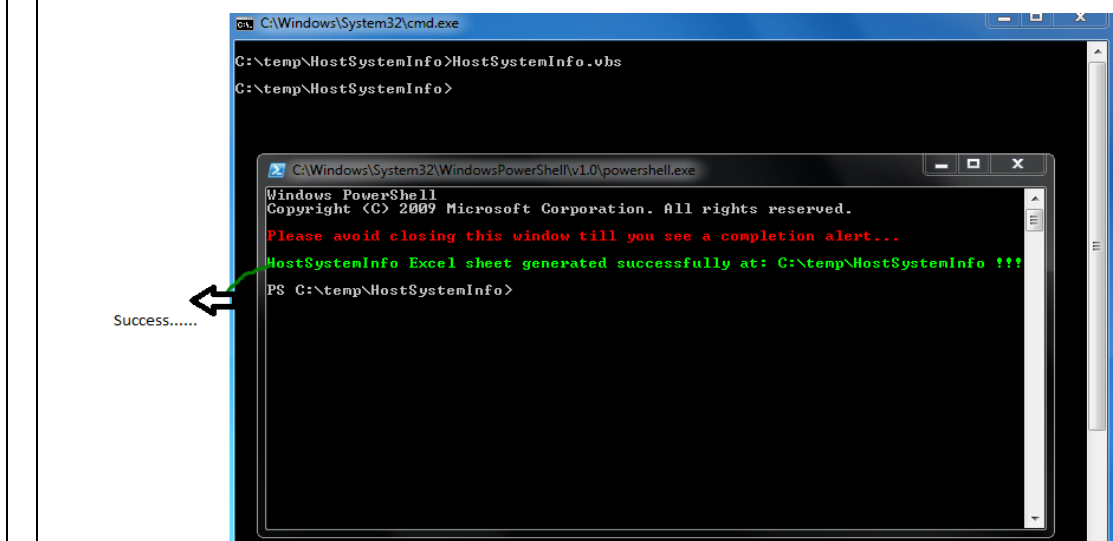 C:\Windows\System32\cmd.exe
C:\temp\HostSystemInfo>HostSystemInfo.vbs
C:\temp\HostSystemInfo>
C:\Windows\System32\WindowsPowerShell\v1.0\powershell.exe
Windows PowerShell
Copyright (C) 2009 Microsoft Corporation. All rights reserved.
Please avoid closing this window till you see a completion alert...
HostSystemInfo Excel sheet generated successfully at: C:\temp\HostSystemInfo !!!
PS C:\temp\HostSystemInfo>
Success......